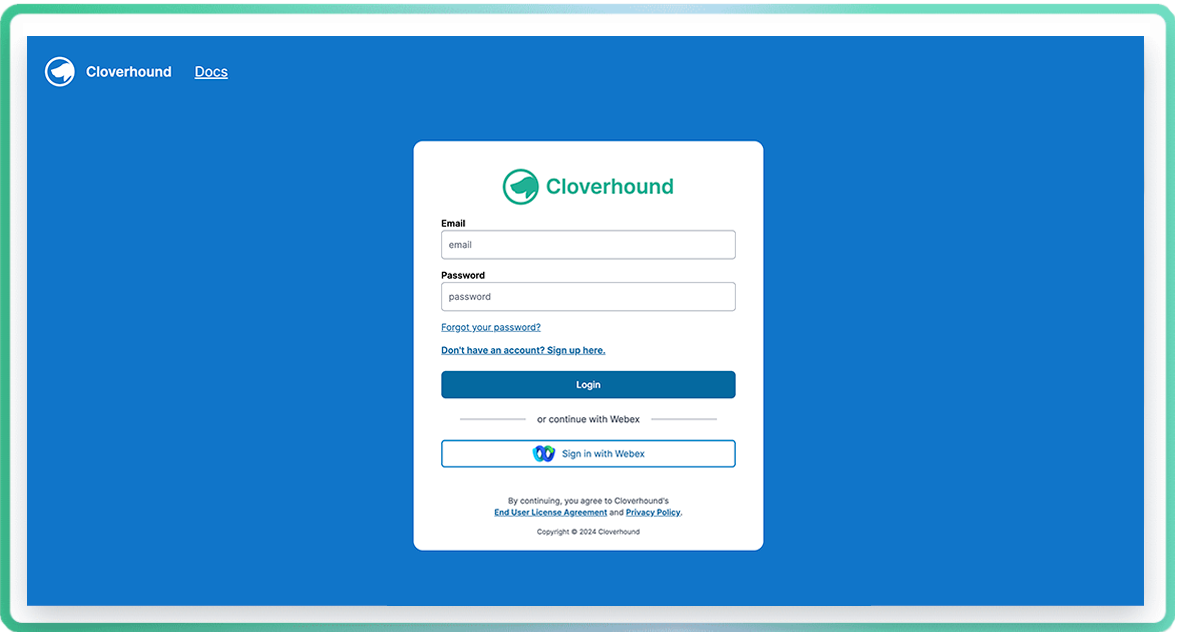 Cloverhound Docs
Cloverhound
Email
email
Password
password
Forgot your password?
Don't have an account? Sign up here.
Login
or continue with Webex
Sign in with Webex
By continuing, you agree to Cloverhound's
End User License Agreement and Privacy Policy.
Copyright © 2024 Cloverhound